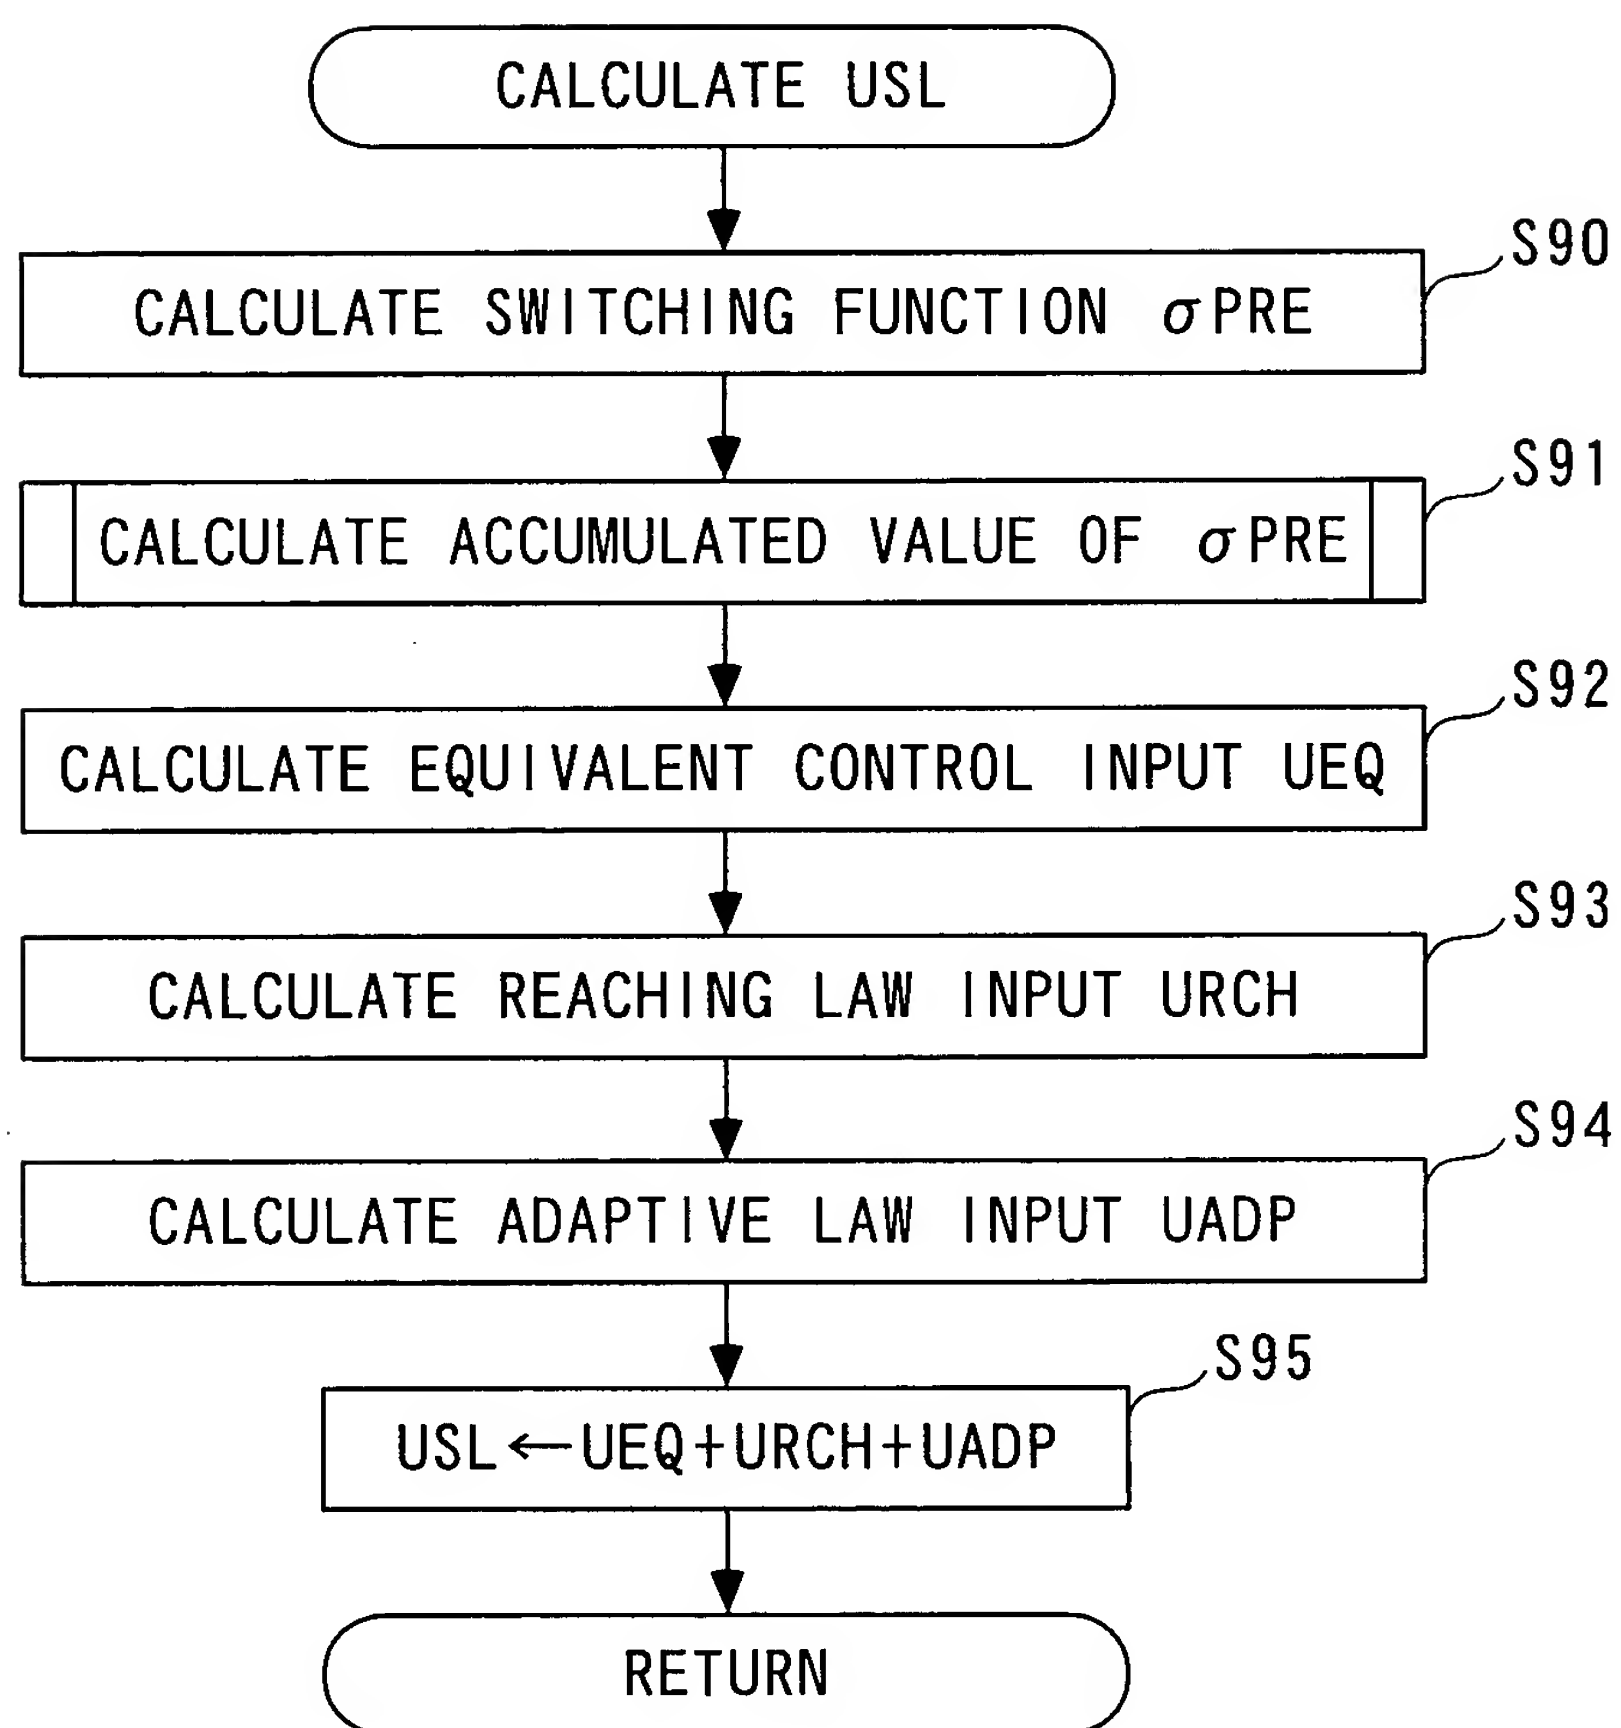 CALCULATE USL
S90
CALCULATE SWITCHING FUNCTION σPRE
S91
CALCULATE ACCUMULATED VALUE OF σPRE
S92
CALCULATE EQUIVALENT CONTROL INPUT UEQ
S93
CALCULATE REACHING LAW INPUT URCH
S94
CALCULATE ADAPTIVE LAW INPUT UADP
S95
USL←UEQ+URCH+UADP
RETURN